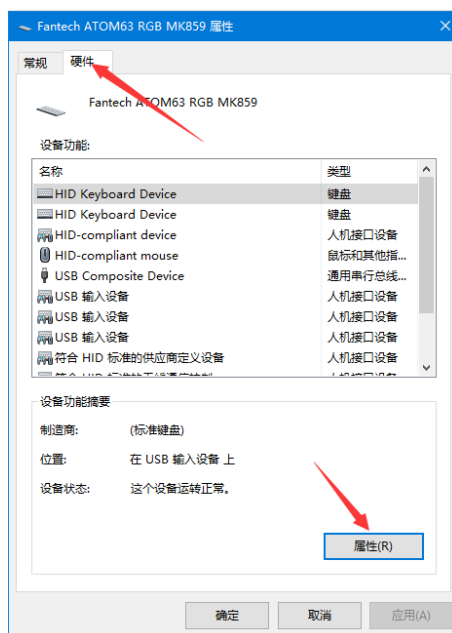 Fantech ATOM63 RGB MK859 属性
常规 硬件
Fantech ATOM63 RGB MK859
设备功能:
名称 类型
HID Keyboard Device 键盘
HID Keyboard Device 键盘
HID-compliant device 人机接口设备
HID-compliant mouse 鼠标和其他指...
USB Composite Device 通用串行总线...
USB 输入设备 人机接口设备
USB 输入设备 人机接口设备
USB 输入设备 人机接口设备
符合 HID 标准的供应商定义设备 人机接口设备
设备功能摘要
制造商: (标准键盘)
位置: 在 USB 输入设备 上
设备状态: 这个设备运转正常。
属性(R)
确定 取消 应用(A)